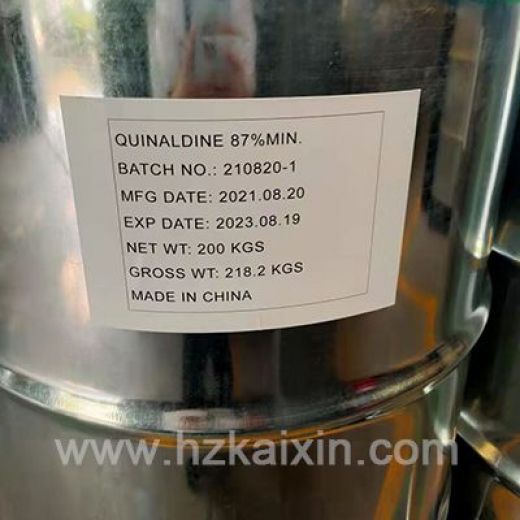 QUINALDINE 87%MIN.
BATCH NO.: 210820-1
MFG DATE: 2021.08.20
EXP DATE: 2023.08.19
NET WT: 200 KGS
GROSS WT: 218.2 KGS
MADE IN CHINA
www.hzkaixin.com